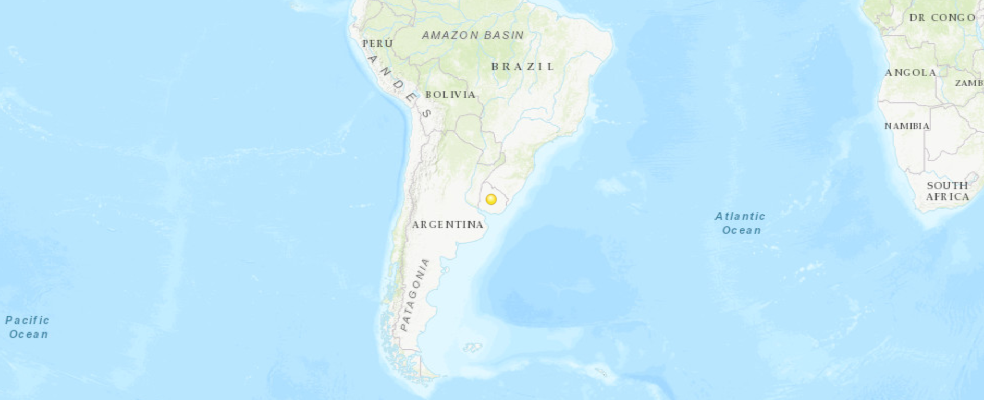 DR CONGO
AMAZON BASIN
PERU
BRAZIL
ANDES
ANGOLA
ZAMB
BOLIVIA
NAMIBIA
SOUTH
AFRICA
Atlantic
Ocean
ARGENTINA
PATAGONIA
Pacific
Ocean